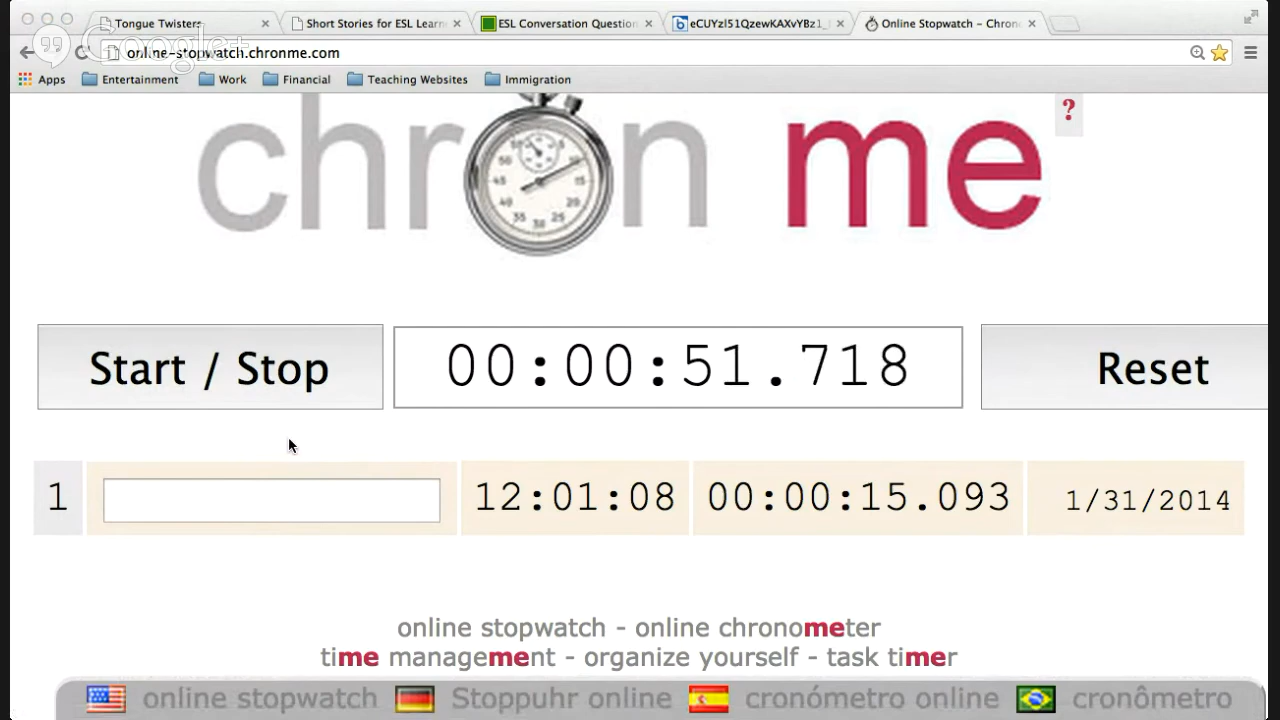 Tongue Twisters
Short Stories for ESL Learn
ESL Conversation Question
eCUYzl51QzewKAXvYBz1_
Online Stopwatch – Chron
Google+
online-stopwatch.chronme.com
Apps Entertainment Work Financial Teaching Websites Immigration
chron me ?
Start / Stop 00:00:51.718 Reset
1 12:01:08 00:00:15.093 1/31/2014
online stopwatch - online chronometer
time management - organize yourself - task timer
online stopwatch Stoppuhr online cronómetro online cronômetro